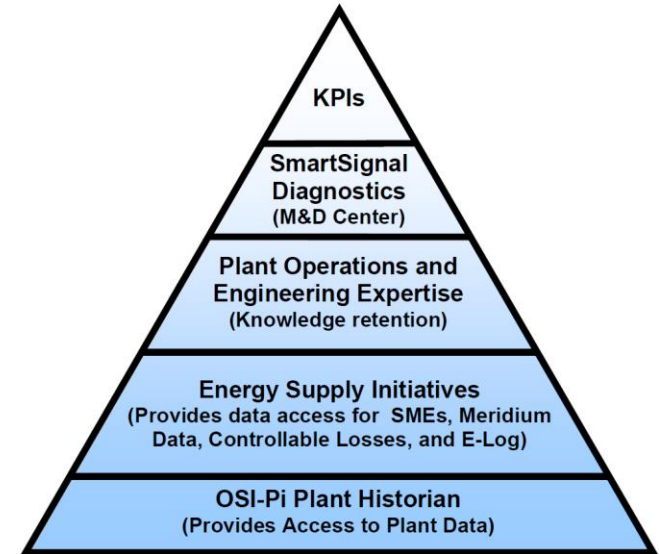 KPIs
SmartSignal
Diagnostics
(M&D Center)
Plant Operations and
Engineering Expertise
(Knowledge retention)
Energy Supply Initiatives
(Provides data access for SMEs, Meridium
Data, Controllable Losses, and E-Log)
OSI-Pi Plant Historian
(Provides Access to Plant Data)